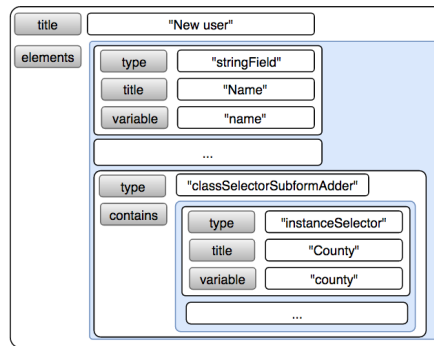 title "New user"
elements
type "stringField"
title "Name"
variable "name"
...
type "classSelectorSubformAdder"
contains
type "instanceSelector"
title "County"
variable "county"
...